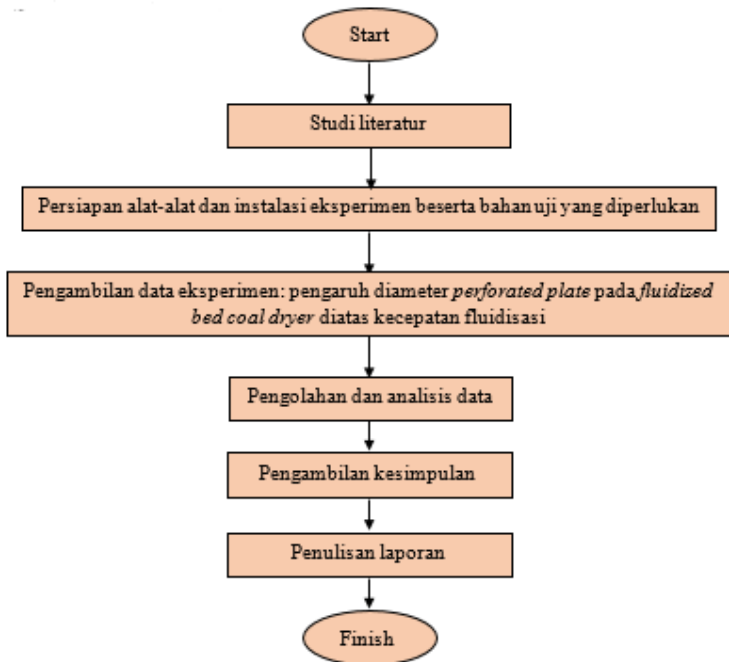 Start
Studi literatur
Persiapan alat-alat dan instalasi eksperimen beserta bahan uji yang diperlukan
Pengambilan data eksperimen: pengaruh diameter perforated plate pada fluidized
bed coal dryer diatas kecepatan fluidisasi
Pengolahan dan analisis data
Pengambilan kesimpulan
Penulisan laporan
Finish